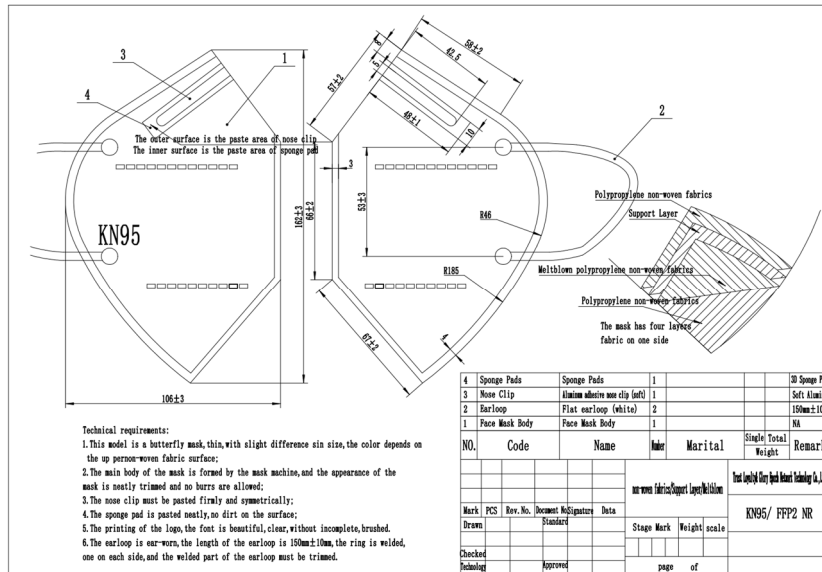 3
1
4
The outer surface is the paste area of nose clip
The inner surface is the paste area of sponge pad
KN95
162±3
106±3
57±2
8
5
58±2
42.5
48±1
10
66±2
3
53±3
R46
R185
67±2
4
2
Polypropylene non-woven fabrics
Support Layer
Meltblown polypropylene non-woven fabrics
Polypropylene non-woven fabrics
The mask has four layers
fabric on one side
Technical requirements:
1.This model is a butterfly mask,thin,with slight difference sin size,the color depends on
the up pernon-woven fabric surface;
2.The main body of the mask is formed by the mask machine,and the appearance of the
mask is neatly trimmed and no burrs are allowed;
3.The nose clip must be pasted firmly and symmetrically;
4.The sponge pad is pasted neatly,no dirt on the surface;
5.The printing of the logo,the font is beautiful,clear,without incomplete,brushed.
6.The earloop is ear-worn,the length of the earloop is 150mm±10mm,the ring is welded,
one on each side,and the welded part of the earloop must be trimmed.
4 Sponge Pads Sponge Pads 1 3D Sponge P
3 Nose Clip Aluminum adhesive nose clip (soft) 1 Soft Alumi
2 Earloop Flat earloop (white) 2 150mm±10
1 Face Mask Body Face Mask Body 1 NA
NO. Code Name Number Marital Single Total Weight Remark
non-woven fabrics/Support Layer/Meltblown
Mark PCS Rev.No. Document No Signature Data
Drawn Standard
Stage Mark Weight scale
KN95/ FFP2 NR
Checked
Technology Approved
page of